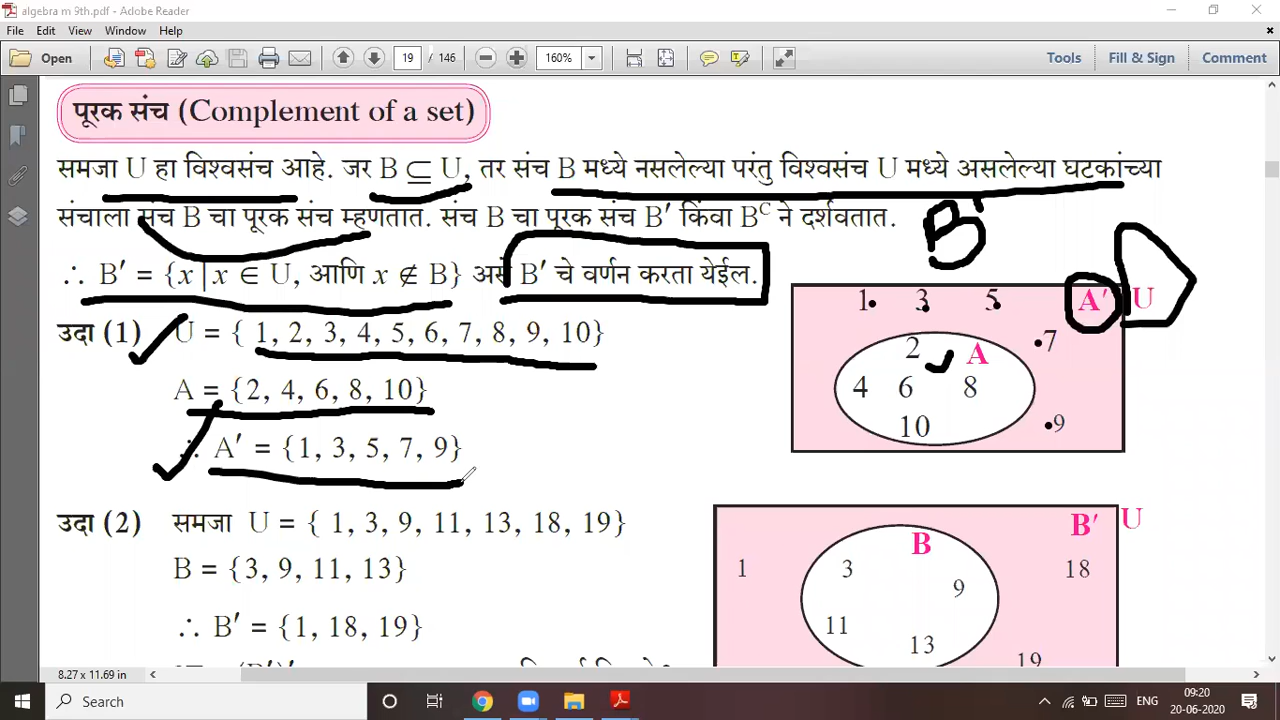 algebra m 9th.pdf - Adobe Reader
File Edit View Window Help
Open 19 / 146 160% Tools Fill & Sign Comment
पूरक संच (Complement of a set)
समजा U हा विश्वसंच आहे. जर B ⊆ U, तर संच B मध्ये नसलेल्या परंतु विश्वसंच U मध्ये असलेल्या घटकांच्या
संचाला संच B चा पूरक संच म्हणतात. संच B चा पूरक संच B′ किंवा Bᶜ ने दर्शवतात.
B′
∴ B′ = {x | x ∈ U, आणि x ∉ B} असे B′ चे वर्णन करता येईल.
उदा (1) U = { 1, 2, 3, 4, 5, 6, 7, 8, 9, 10}
A = {2, 4, 6, 8, 10}
∴ A′ = {1, 3, 5, 7, 9}
1 3 5 A′ U
2 A 7
4 6 8
10 9
उदा (2) समजा U = { 1, 3, 9, 11, 13, 18, 19}
B = {3, 9, 11, 13}
∴ B′ = {1, 18, 19}
B′ U
B
1 3 18
9
11
13
19
8.27 x 11.69 in
Search
ENG
09:20
20-06-2020